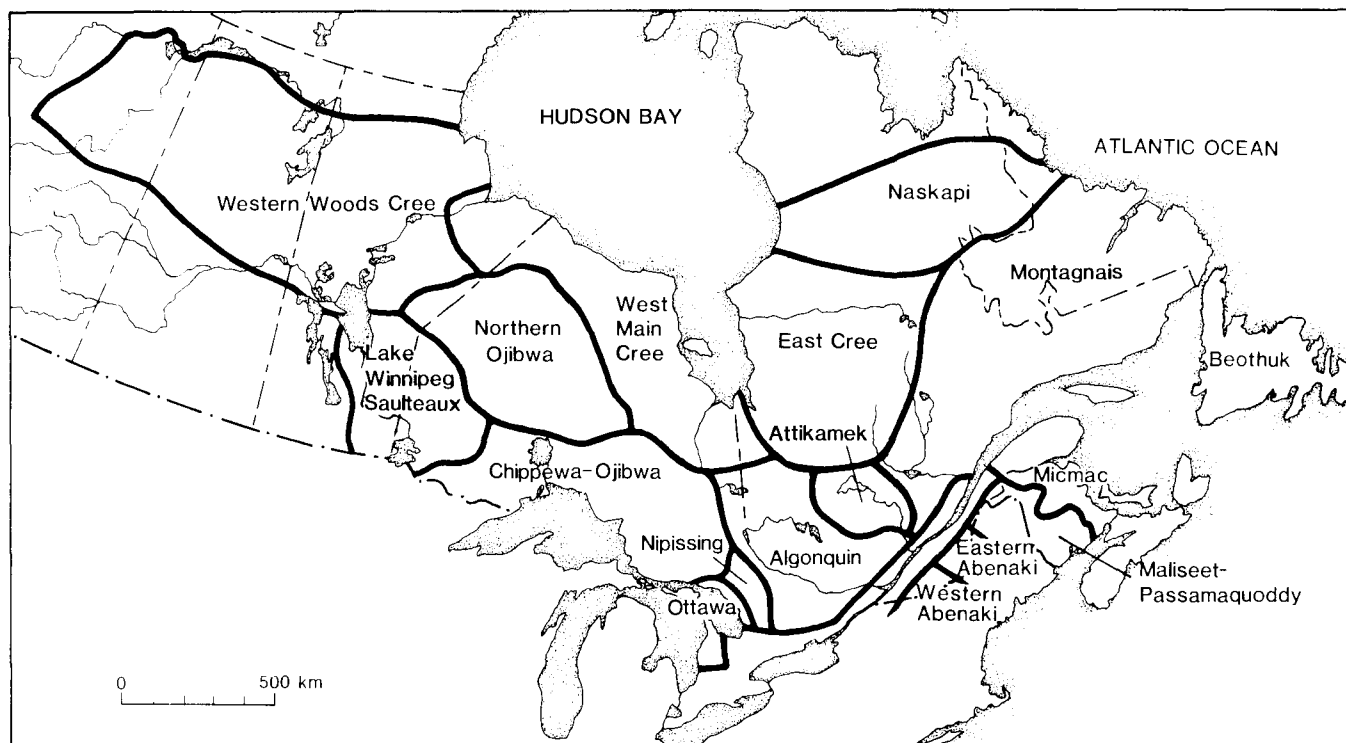 HUDSON BAY
ATLANTIC OCEAN
Naskapi
Western Woods Cree
Montagnais
West
Main
Cree
Northern
Ojibwa
East Cree
Beothuk
Lake
Winnipeg
Saulteaux
Attikamek
Chippewa-Ojibwa
Micmac
Nipissing
Algonquin
Eastern
Abenaki
Maliseet-
Passamaquoddy
Western
Abenaki
Ottawa
0 500 km